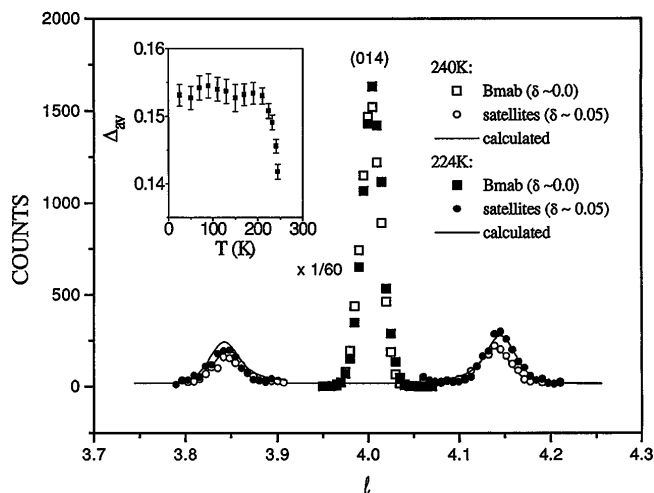 2000
1500
1000
500
0
COUNTS
3.7
3.8
3.9
4.0
4.1
4.2
4.3
ℓ
(014)
x 1/60
240K:
Bmab (δ ~0.0)
satellites (δ ~ 0.05)
calculated
224K:
Bmab (δ ~0.0)
satellites (δ ~ 0.05)
calculated
0.16
0.15
0.14
Δav
0
100
200
300
T (K)